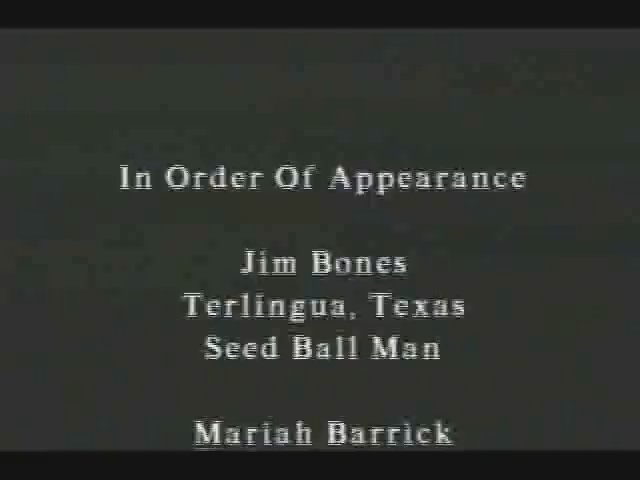 In Order Of Appearance
Jim Bones
Terlingua, Texas
Seed Ball Man
Mariah Barrick